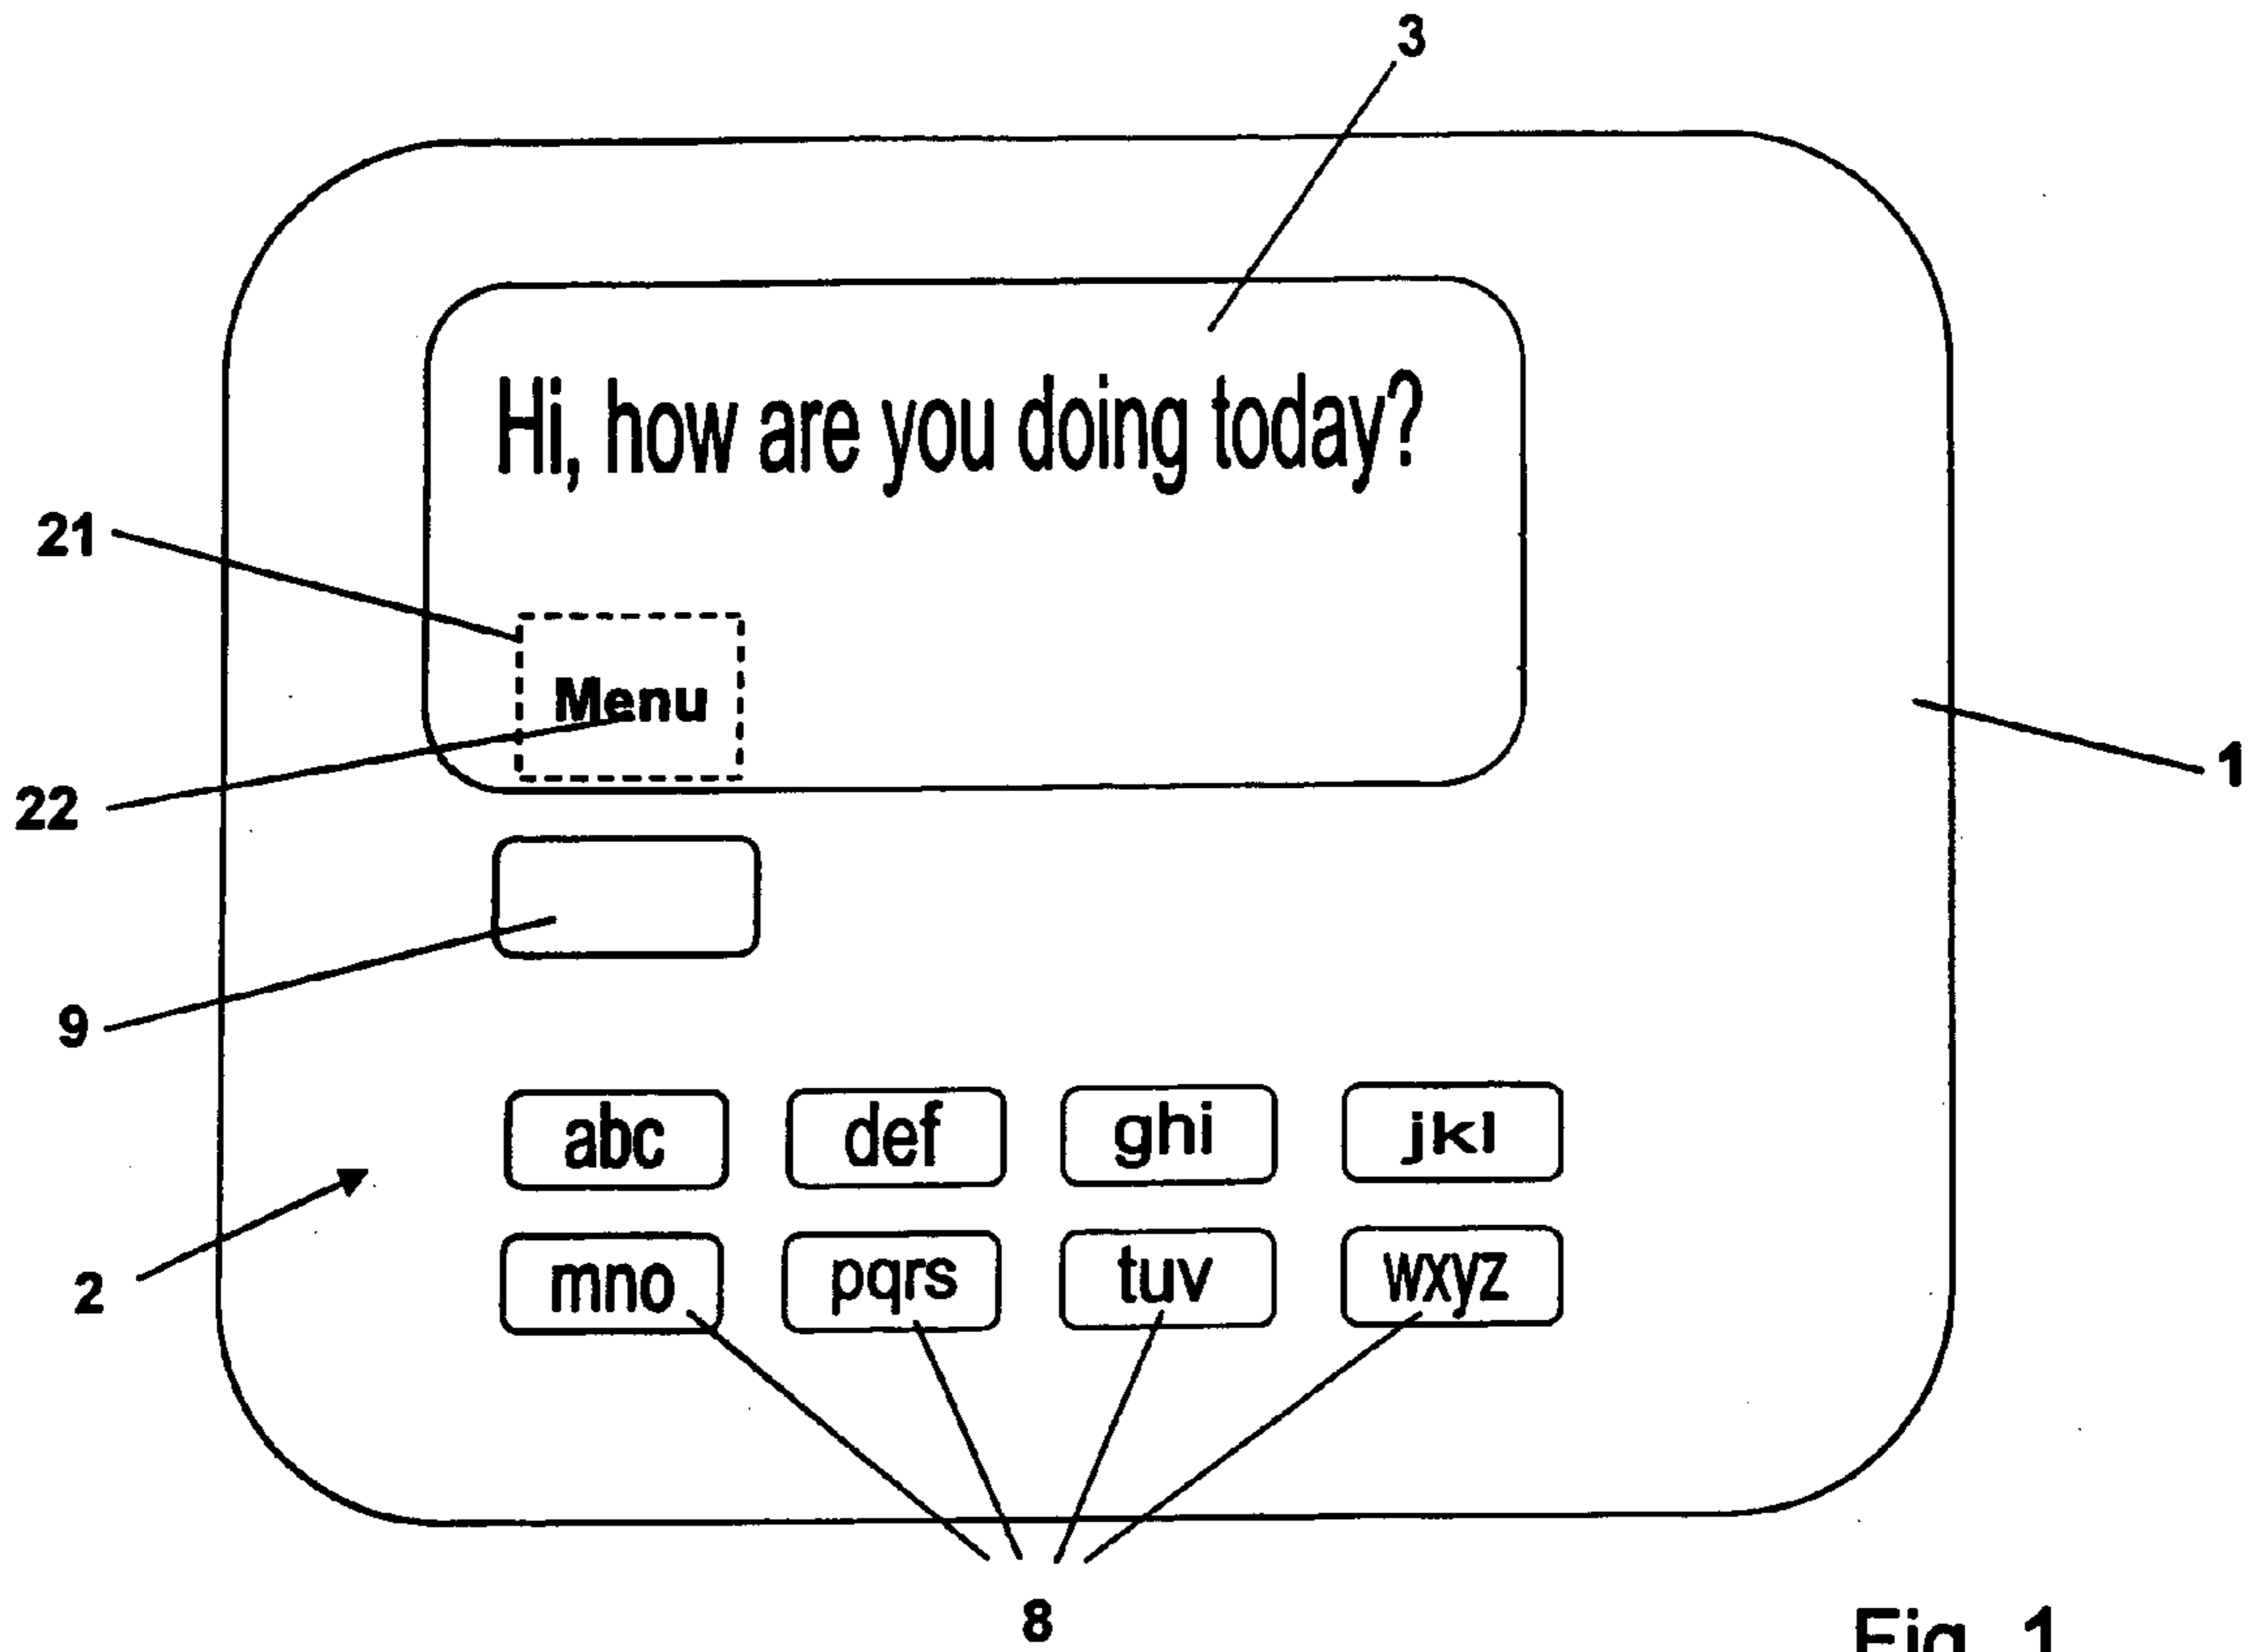 3
Hi, how are you doing today?
21
Menu
1
22
9
abc def ghi jkl
2
mno pqrs tuv wxyz
8
Fig. 1